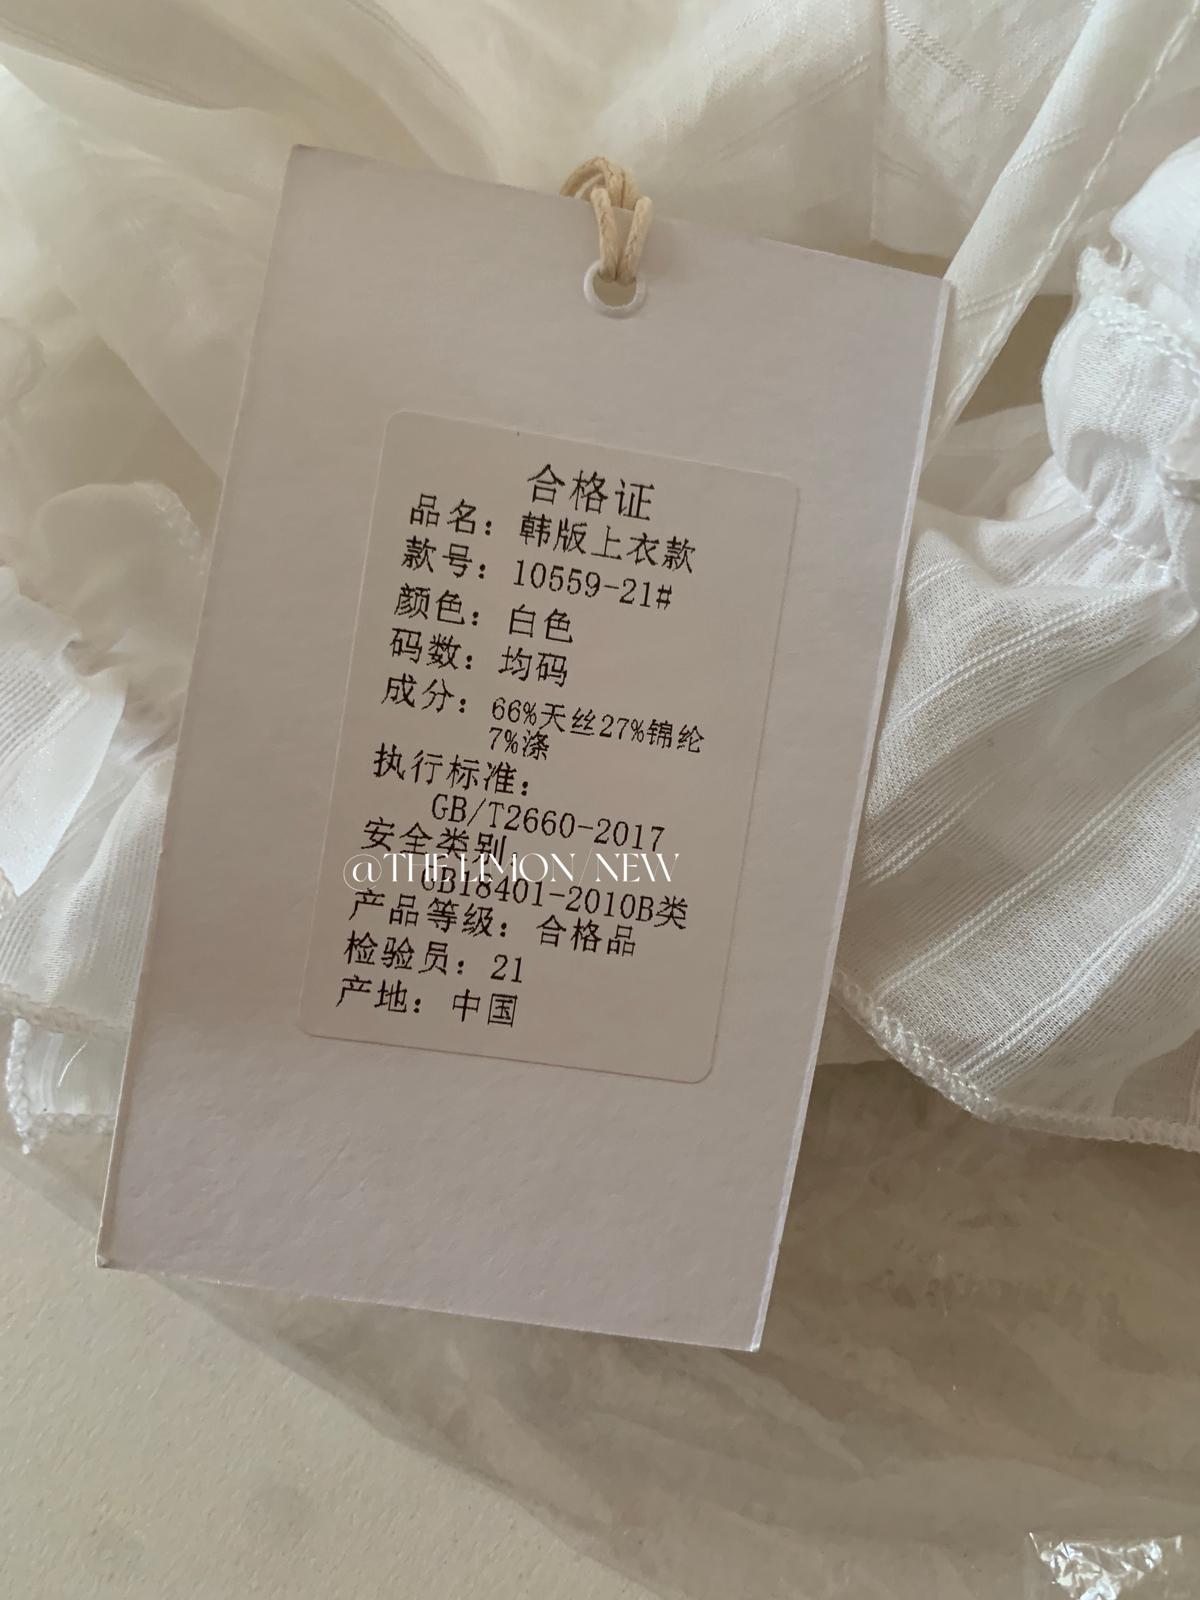 合格证
品名：韩版上衣款
款号：10559-21#
颜色：白色
码数：均码
成分：66%天丝27%锦纶
7%涤
执行标准：
GB/T2660-2017
安全类别：
@THE LIMON/NEW
GB18401-2010B类
产品等级：合格品
检验员：21
产地：中国